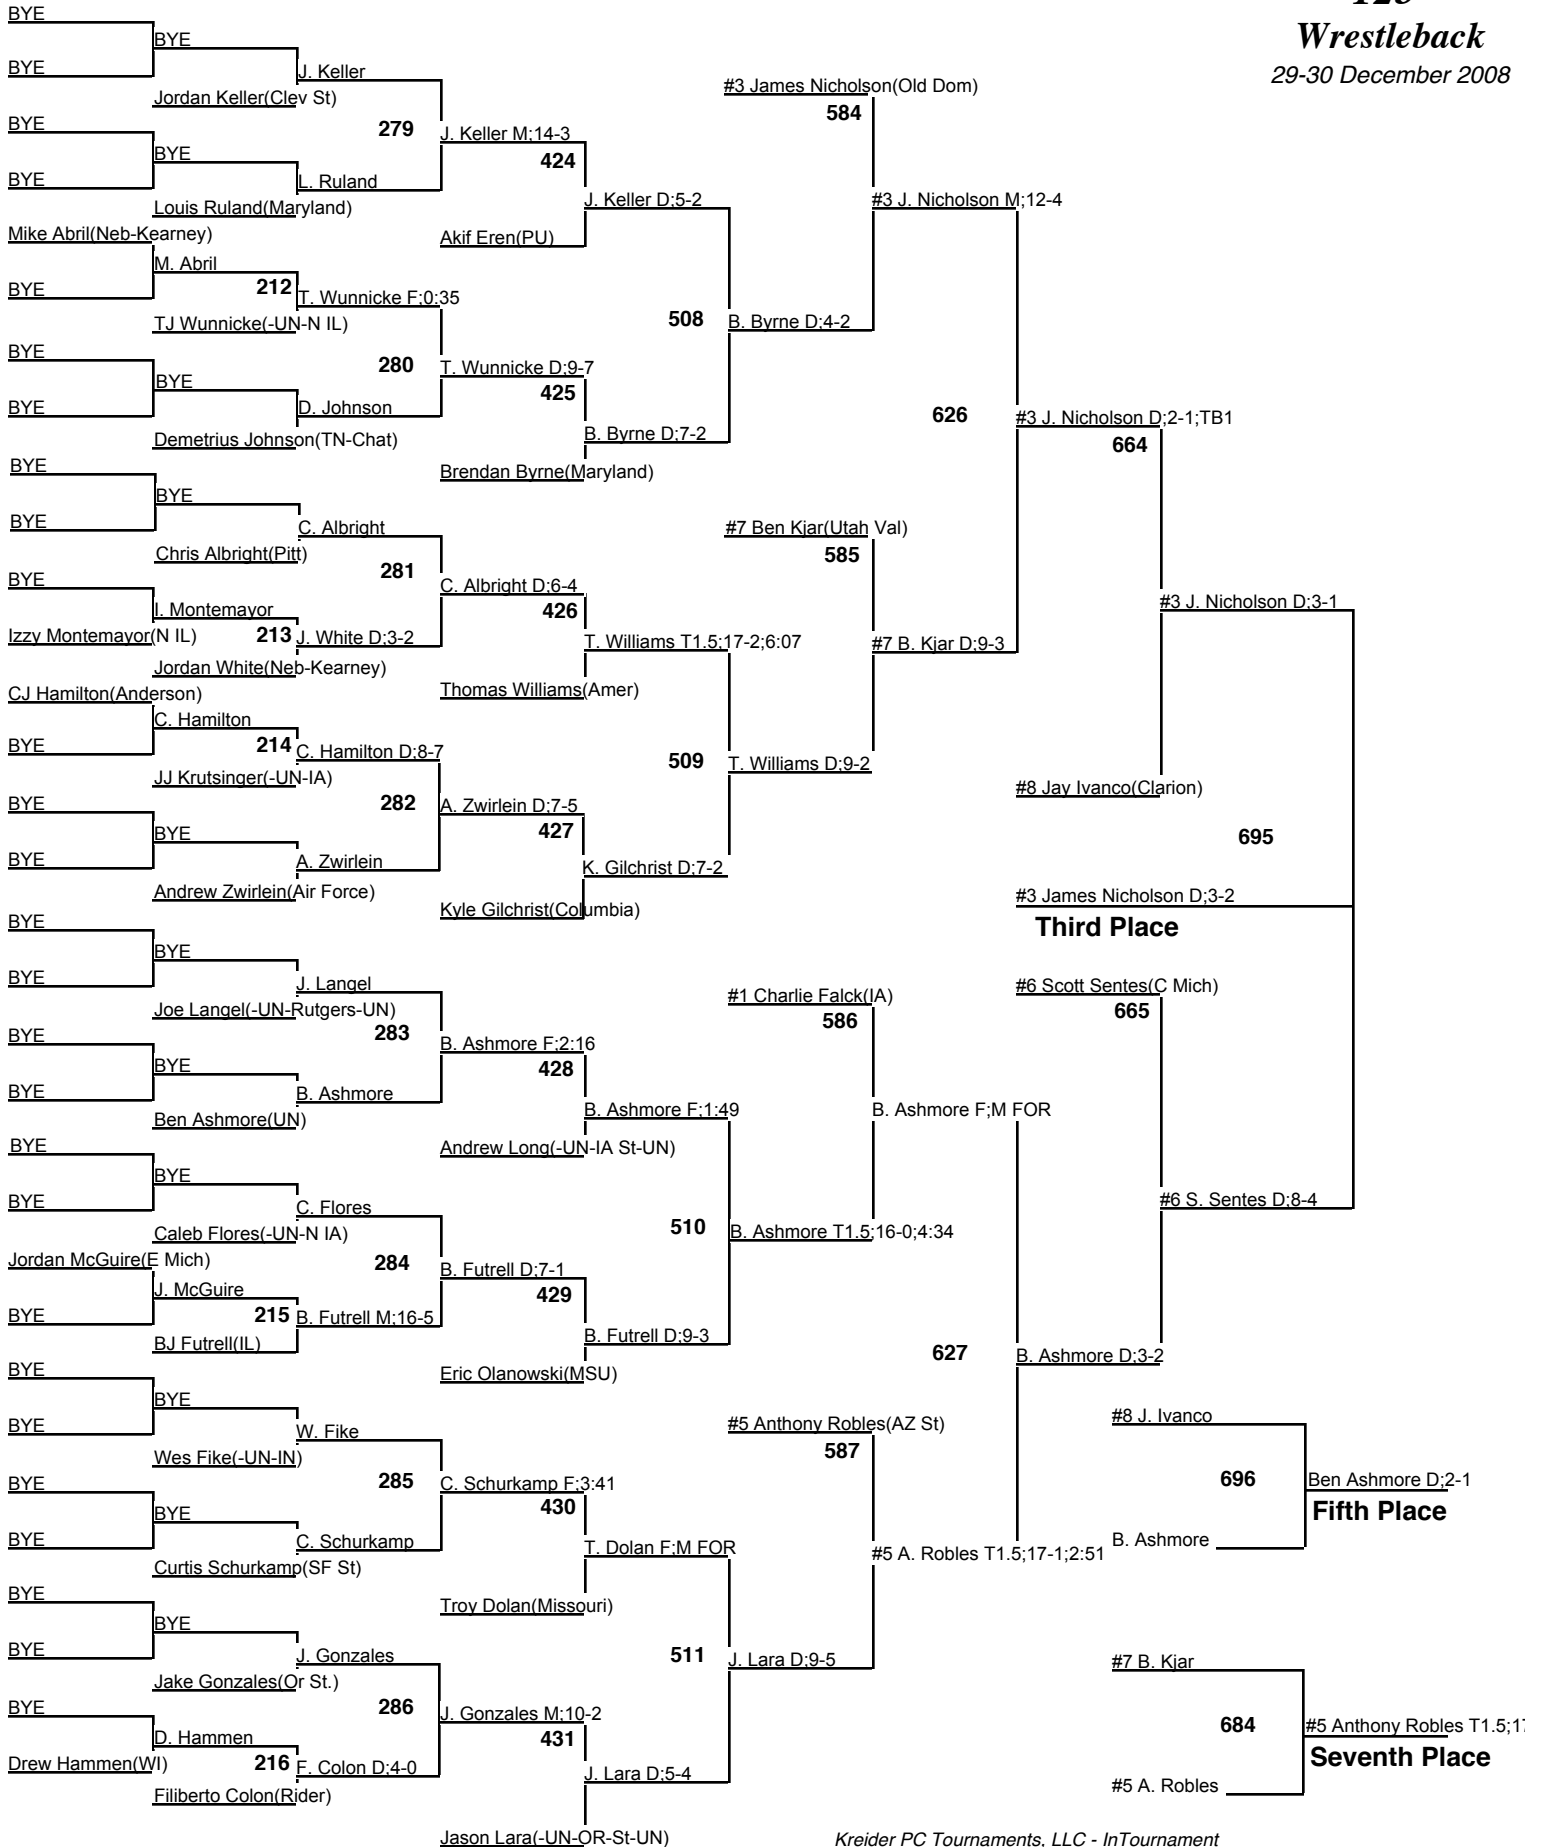 125
Wrestleback
29-30 December 2008
BYE
BYE
BYE
J. Keller
BYE
Jordan Keller(Clev St)
#3 James Nicholson(Old Dom)
584
BYE
279
J. Keller M;14-3
BYE
424
BYE
L. Ruland
Louis Ruland(Maryland)
J. Keller D;5-2
#3 J. Nicholson M;12-4
Mike Abril(Neb-Kearney)
Akif Eren(PU)
M. Abril
BYE
212
T. Wunnicke F;0:35
TJ Wunnicke(-UN-N IL)
508
B. Byrne D;4-2
BYE
280
T. Wunnicke D;9-7
BYE
425
BYE
D. Johnson
626
#3 J. Nicholson D;2-1;TB1
Demetrius Johnson(TN-Chat)
B. Byrne D;7-2
664
BYE
Brendan Byrne(Maryland)
BYE
BYE
C. Albright
#7 Ben Kjar(Utah Val)
Chris Albright(Pitt)
585
BYE
281
C. Albright D;6-4
I. Montemayor
426
#3 J. Nicholson D;3-1
Izzy Montemayor(N IL)
213
J. White D;3-2
T. Williams T1.5;17-2;6:07
#7 B. Kjar D;9-3
Jordan White(Neb-Kearney)
CJ Hamilton(Anderson)
Thomas Williams(Amer)
C. Hamilton
BYE
214
C. Hamilton D;8-7
509
T. Williams D;9-2
JJ Krutsinger(-UN-IA)
#8 Jay Ivanco(Clarion)
BYE
282
A. Zwirlein D;7-5
BYE
427
695
BYE
A. Zwirlein
K. Gilchrist D;7-2
Andrew Zwirlein(Air Force)
#3 James Nicholson D;3-2
Kyle Gilchrist(Columbia)
Third Place
BYE
BYE
BYE
J. Langel
#1 Charlie Falck(IA)
#6 Scott Sentes(C Mich)
Joe Langel(-UN-Rutgers-UN)
586
665
BYE
283
B. Ashmore F;2:16
BYE
428
BYE
B. Ashmore
B. Ashmore F;1:49
B. Ashmore F;M FOR
Ben Ashmore(UN)
BYE
Andrew Long(-UN-IA St-UN)
BYE
BYE
C. Flores
#6 S. Sentes D;8-4
Caleb Flores(-UN-N IA)
510
B. Ashmore T1.5;16-0;4:34
Jordan McGuire(E Mich)
284
B. Futrell D;7-1
J. McGuire
429
BYE
215
B. Futrell M;16-5
BJ Futrell(IL)
B. Futrell D;9-3
627
B. Ashmore D;3-2
BYE
Eric Olanowski(MSU)
BYE
BYE
W. Fike
#5 Anthony Robles(AZ St)
#8 J. Ivanco
Wes Fike(-UN-IN)
587
BYE
285
C. Schurkamp F;3:41
696
Ben Ashmore D;2-1
BYE
430
Fifth Place
BYE
C. Schurkamp
T. Dolan F;M FOR
#5 A. Robles T1.5;17-1;2:51
B. Ashmore
Curtis Schurkamp(SF St)
BYE
Troy Dolan(Missouri)
BYE
BYE
J. Gonzales
511
J. Lara D;9-5
#7 B. Kjar
Jake Gonzales(Or St.)
BYE
286
J. Gonzales M;10-2
D. Hammen
431
684
#5 Anthony Robles T1.5;17
Drew Hammen(WI)
216
F. Colon D;4-0
J. Lara D;5-4
Seventh Place
Filiberto Colon(Rider)
#5 A. Robles
Jason Lara(-UN-OR-St-UN)
Kreider PC Tournaments, LLC - InTournament